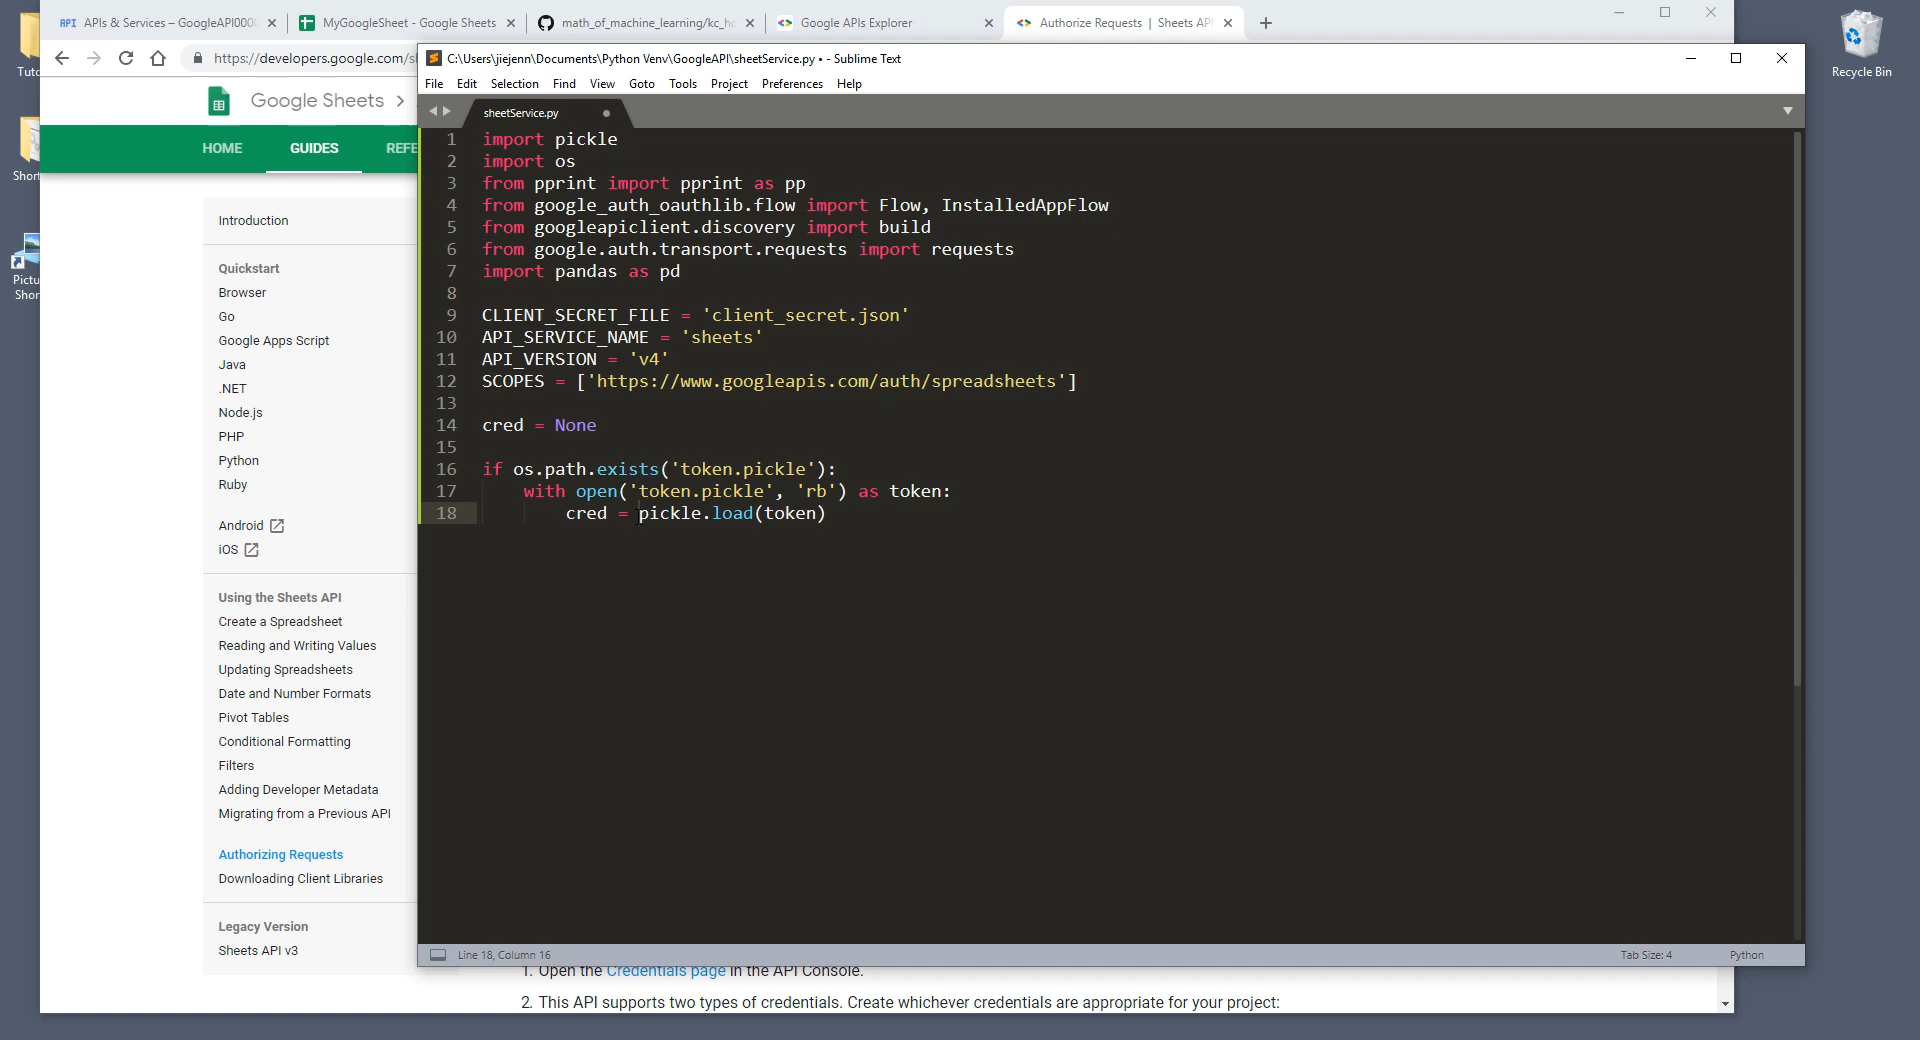 APIs & Services – GoogleAPI000
MyGoogleSheet - Google Sheets
math_of_machine_learning/kc_ho
Google APIs Explorer
Authorize Requests | Sheets API
https://developers.google.com/s
Recycle Bin
Google Sheets
HOME
GUIDES
REFE
Introduction
Quickstart
Browser
Go
Google Apps Script
Java
.NET
Node.js
PHP
Python
Ruby
Android
iOS
Using the Sheets API
Create a Spreadsheet
Reading and Writing Values
Updating Spreadsheets
Date and Number Formats
Pivot Tables
Conditional Formatting
Filters
Adding Developer Metadata
Migrating from a Previous API
Authorizing Requests
Downloading Client Libraries
Legacy Version
Sheets API v3
Tuto
Short
Pictu
Shor
C:\Users\jiejenn\Documents\Python Venv\GoogleAPI\sheetService.py • - Sublime Text
File Edit Selection Find View Goto Tools Project Preferences Help
sheetService.py
1 import pickle
2 import os
3 from pprint import pprint as pp
4 from google_auth_oauthlib.flow import Flow, InstalledAppFlow
5 from googleapiclient.discovery import build
6 from google.auth.transport.requests import requests
7 import pandas as pd
8
9 CLIENT_SECRET_FILE = 'client_secret.json'
10 API_SERVICE_NAME = 'sheets'
11 API_VERSION = 'v4'
12 SCOPES = ['https://www.googleapis.com/auth/spreadsheets']
13
14 cred = None
15
16 if os.path.exists('token.pickle'):
17 with open('token.pickle', 'rb') as token:
18 cred = pickle.load(token)
Line 18, Column 16
Tab Size: 4
Python
1. Open the Credentials page in the API Console.
2. This API supports two types of credentials. Create whichever credentials are appropriate for your project: